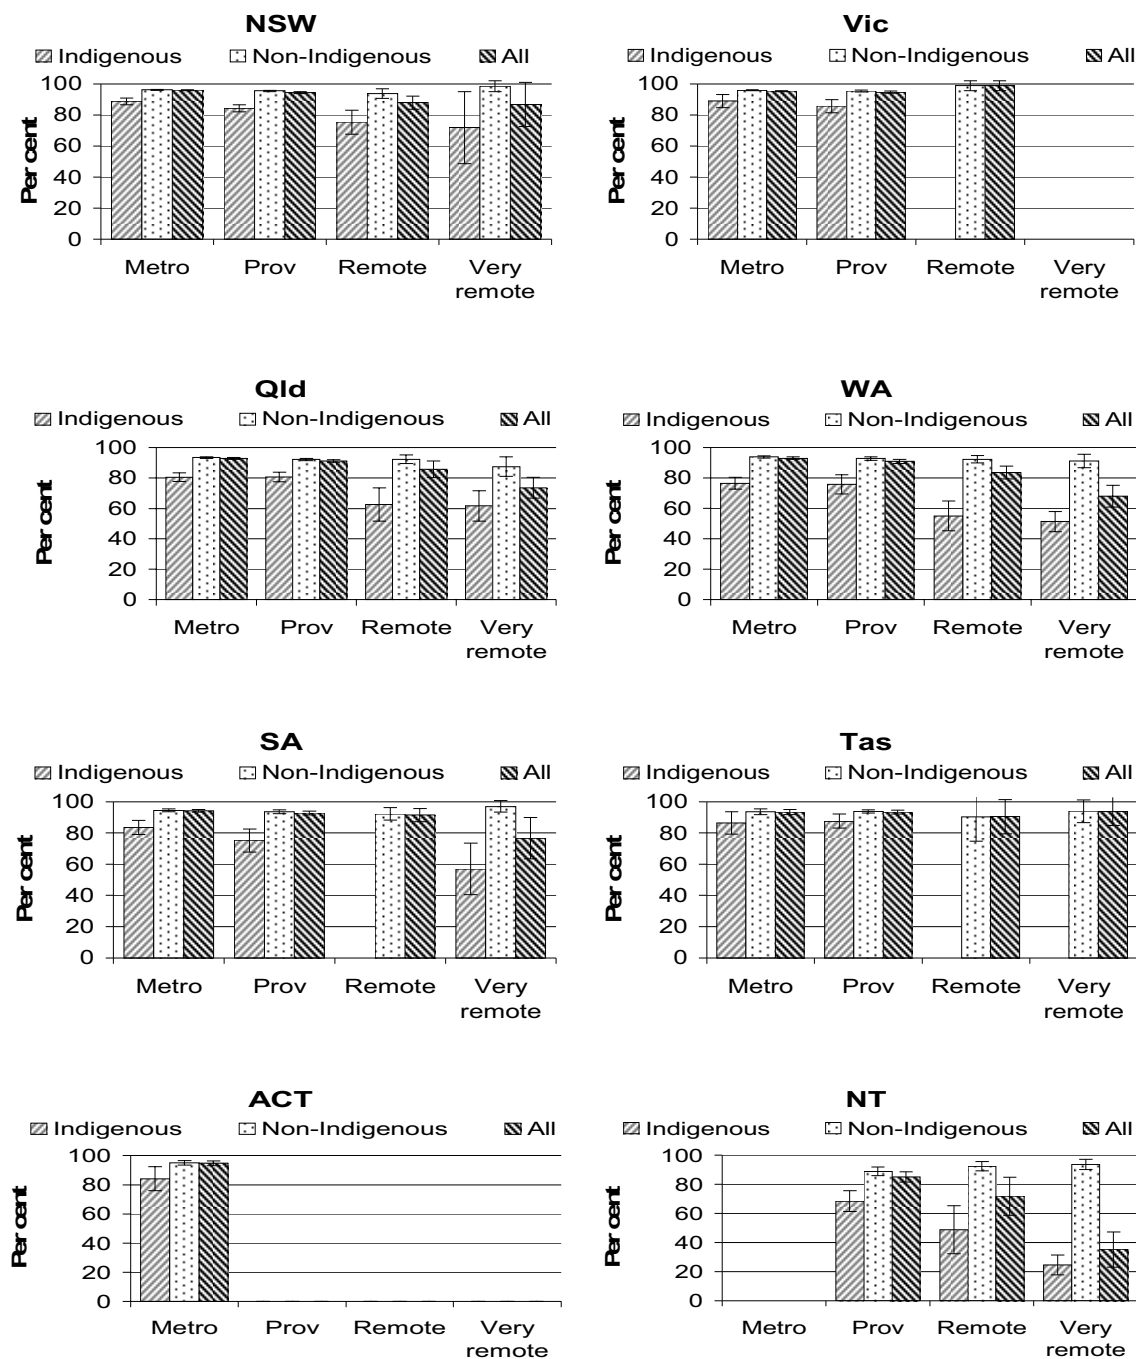 NSW
Indigenous Non-Indigenous All
Per cent
100
80
60
40
20
0
Metro Prov Remote Very
remote
Vic
Indigenous Non-Indigenous All
Per cent
100
80
60
40
20
0
Metro Prov Remote Very
remote
Qld
Indigenous Non-Indigenous All
Per cent
100
80
60
40
20
0
Metro Prov Remote Very
remote
WA
Indigenous Non-Indigenous All
Per cent
100
80
60
40
20
0
Metro Prov Remote Very
remote
SA
Indigenous Non-Indigenous All
Per cent
100
80
60
40
20
0
Metro Prov Remote Very
remote
Tas
Indigenous Non-Indigenous All
Per cent
100
80
60
40
20
0
Metro Prov Remote Very
remote
ACT
Indigenous Non-Indigenous All
Per cent
100
80
60
40
20
0
Metro Prov Remote Very
remote
NT
Indigenous Non-Indigenous All
Per cent
100
80
60
40
20
0
Metro Prov Remote Very
remote